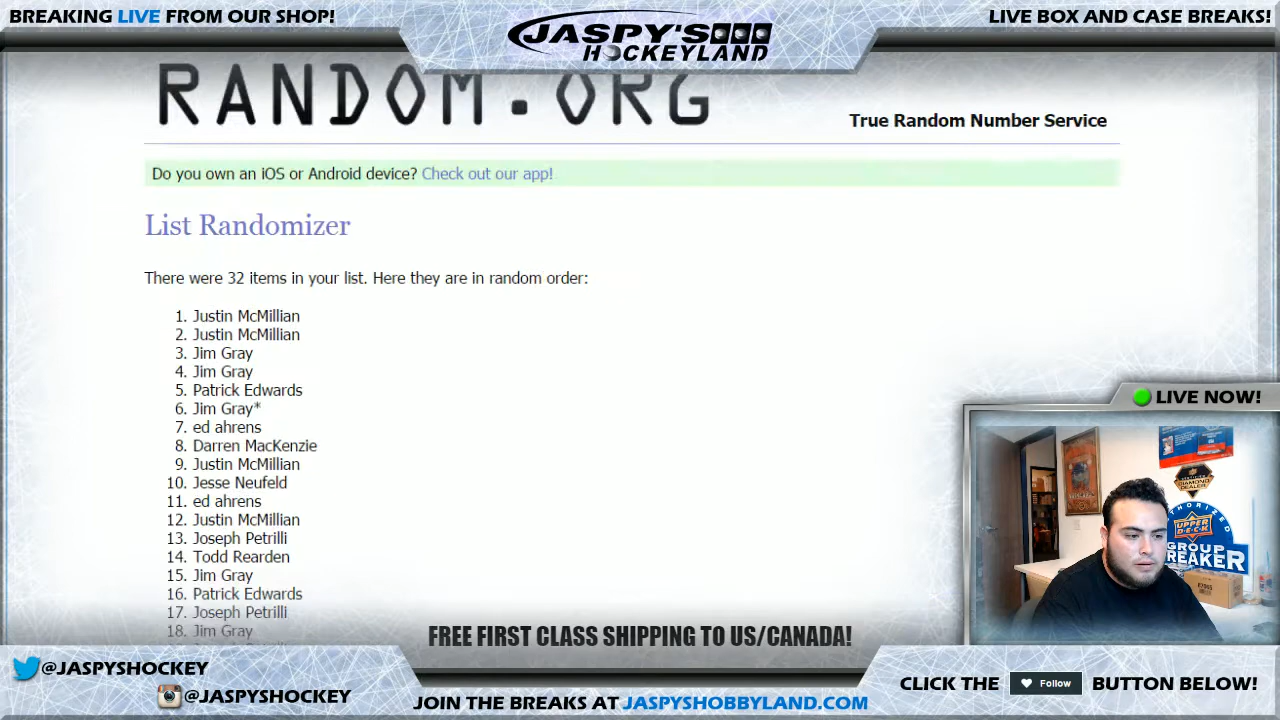 BREAKING LIVE FROM OUR SHOP!
JASPY'S
HOCKEYLAND
LIVE BOX AND CASE BREAKS!
RANDOM.ORG
True Random Number Service
Do you own an iOS or Android device? Check out our app!
List Randomizer
There were 32 items in your list. Here they are in random order:
1. Justin McMillian
2. Justin McMillian
3. Jim Gray
4. Jim Gray
5. Patrick Edwards
6. Jim Gray*
7. ed ahrens
8. Darren MacKenzie
9. Justin McMillian
10. Jesse Neufeld
11. ed ahrens
12. Justin McMillian
13. Joseph Petrilli
14. Todd Rearden
15. Jim Gray
16. Patrick Edwards
17. Joseph Petrilli
18. Jim Gray
LIVE NOW!
DIAMOND
DEALER
AUTHORIZED
UPPER
DECK
GROUP
BREAKER
FREE FIRST CLASS SHIPPING TO US/CANADA!
@JASPYSHOCKEY
@JASPYSHOCKEY
JOIN THE BREAKS AT JASPYSHOBBYLAND.COM
CLICK THE Follow BUTTON BELOW!